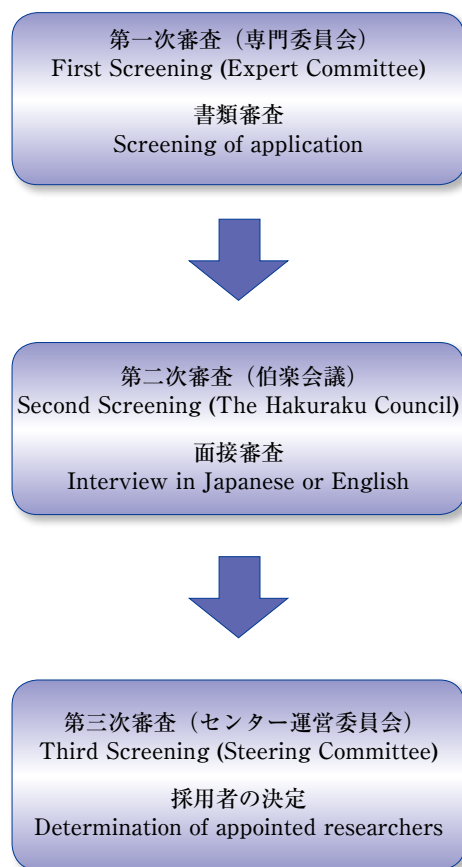 第一次審査（専門委員会）
First Screening (Expert Committee)
書類審査
Screening of application
第二次審査（伯楽会議）
Second Screening (The Hakuraku Council)
面接審査
Interview in Japanese or English
第三次審査（センター運営委員会）
Third Screening (Steering Committee)
採用者の決定
Determination of appointed researchers